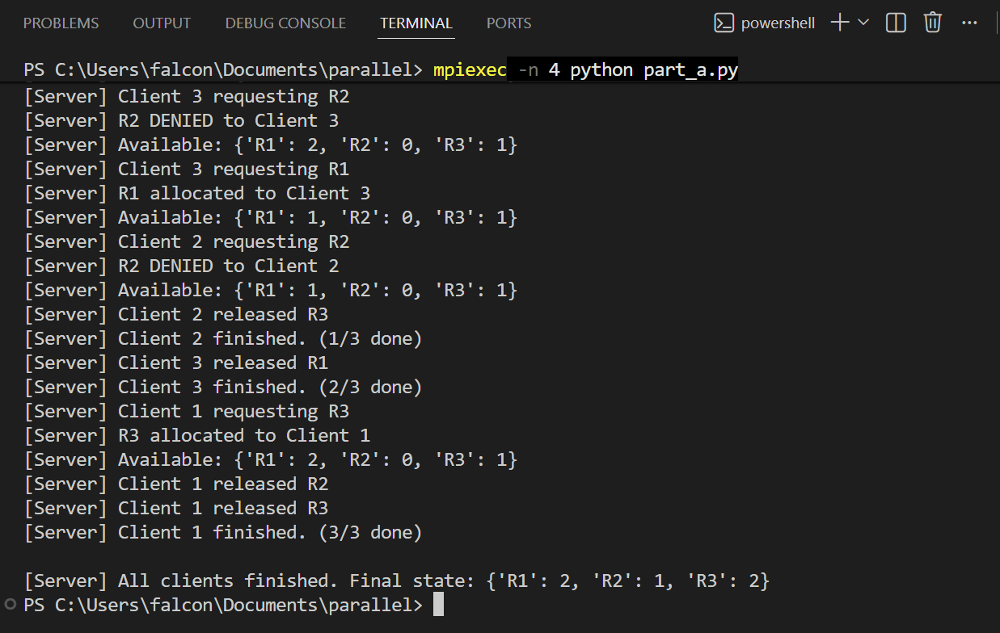 PROBLEMS OUTPUT DEBUG CONSOLE TERMINAL PORTS powershell
PS C:\Users\falcon\Documents\parallel> mpiexec -n 4 python part_a.py
[Server] Client 3 requesting R2
[Server] R2 DENIED to Client 3
[Server] Available: {'R1': 2, 'R2': 0, 'R3': 1}
[Server] Client 3 requesting R1
[Server] R1 allocated to Client 3
[Server] Available: {'R1': 1, 'R2': 0, 'R3': 1}
[Server] Client 2 requesting R2
[Server] R2 DENIED to Client 2
[Server] Available: {'R1': 1, 'R2': 0, 'R3': 1}
[Server] Client 2 released R3
[Server] Client 2 finished. (1/3 done)
[Server] Client 3 released R1
[Server] Client 3 finished. (2/3 done)
[Server] Client 1 requesting R3
[Server] R3 allocated to Client 1
[Server] Available: {'R1': 2, 'R2': 0, 'R3': 1}
[Server] Client 1 released R2
[Server] Client 1 released R3
[Server] Client 1 finished. (3/3 done)
[Server] All clients finished. Final state: {'R1': 2, 'R2': 1, 'R3': 2}
PS C:\Users\falcon\Documents\parallel>